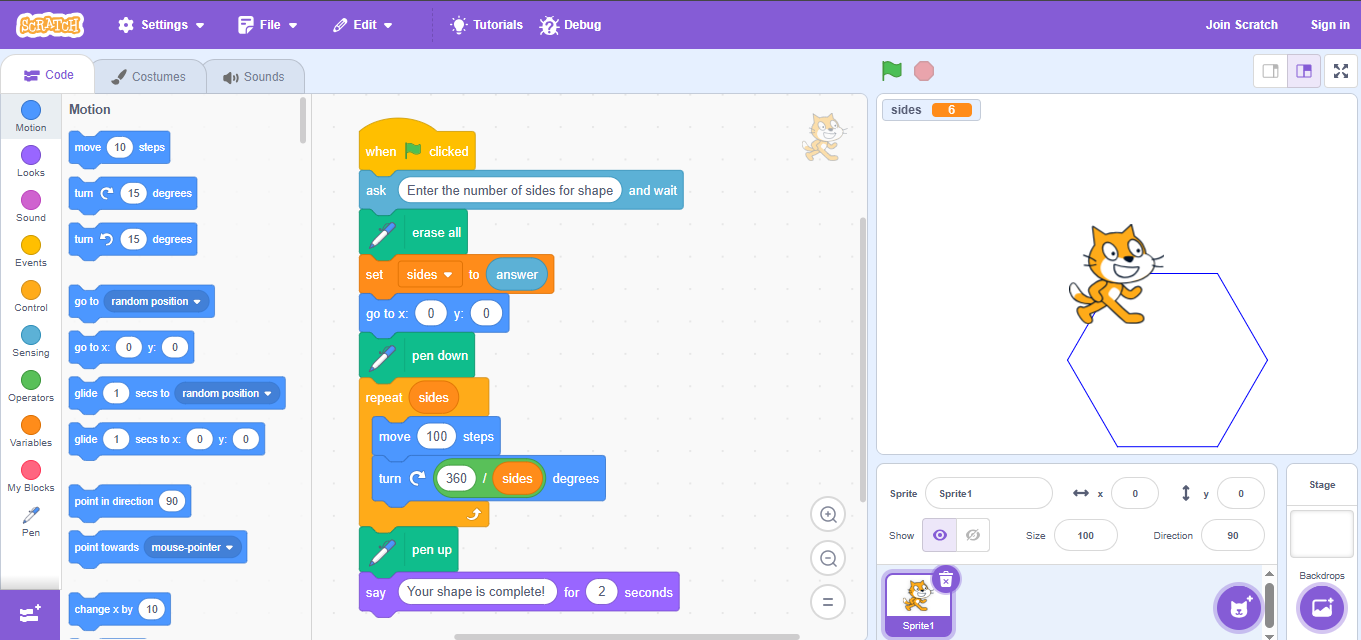 SCRATCH
Settings
File
Edit
Tutorials
Debug
Join Scratch
Sign in
Code
Costumes
Sounds
Motion
Looks
Sound
Events
Control
Sensing
Operators
Variables
My Blocks
Pen
Motion
move 10 steps
turn 15 degrees
turn 15 degrees
go to random position
go to x: 0 y: 0
glide 1 secs to random position
glide 1 secs to x: 0 y: 0
point in direction 90
point towards mouse-pointer
change x by 10
when clicked
ask Enter the number of sides for shape and wait
erase all
set sides to answer
go to x: 0 y: 0
pen down
repeat sides
move 100 steps
turn 360 / sides degrees
pen up
say Your shape is complete! for 2 seconds
sides 6
Sprite Sprite1 x 0 y 0
Show Size 100 Direction 90
Sprite1
Stage
Backdrops